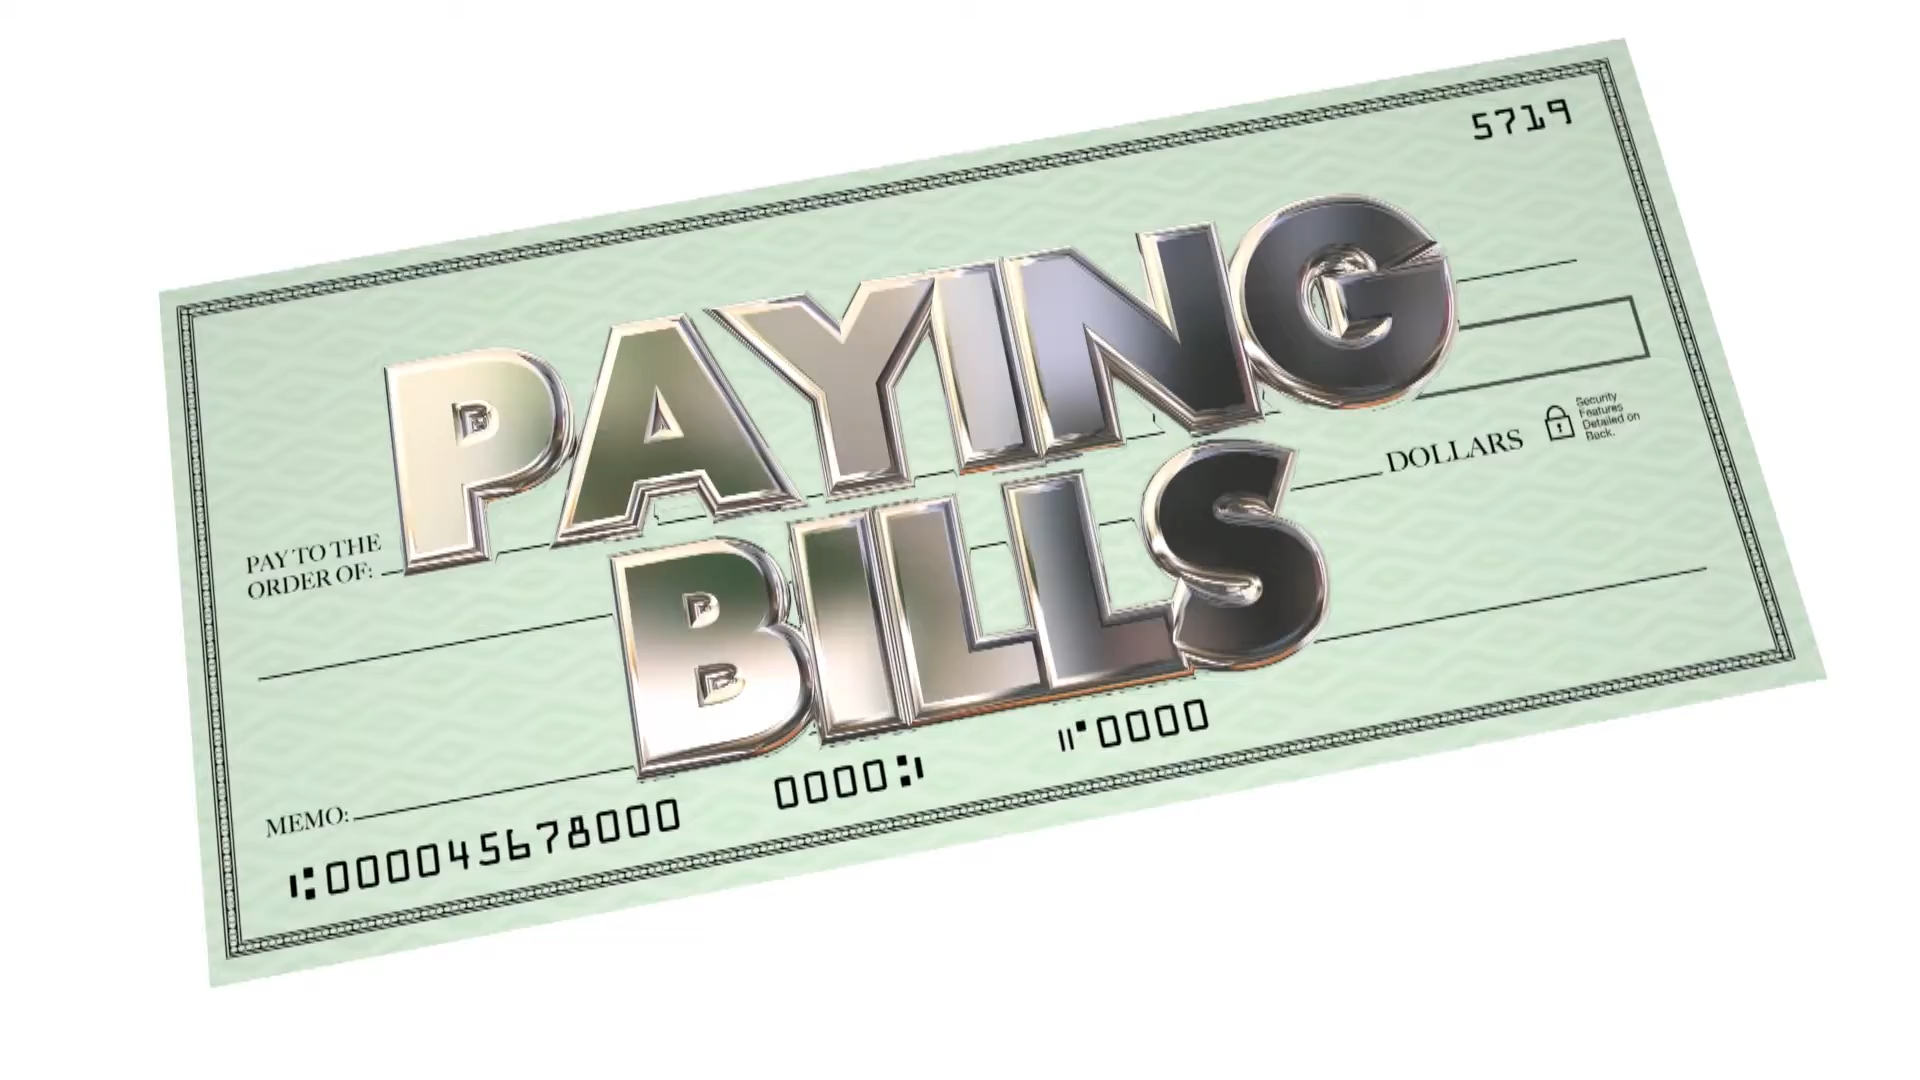 5719
PAYING
BILLS
PAY TO THE
ORDER OF:
DOLLARS
Security
Features
Detailed on
Back.
MEMO:
⑆000045678000 0000⑆ ⑈0000